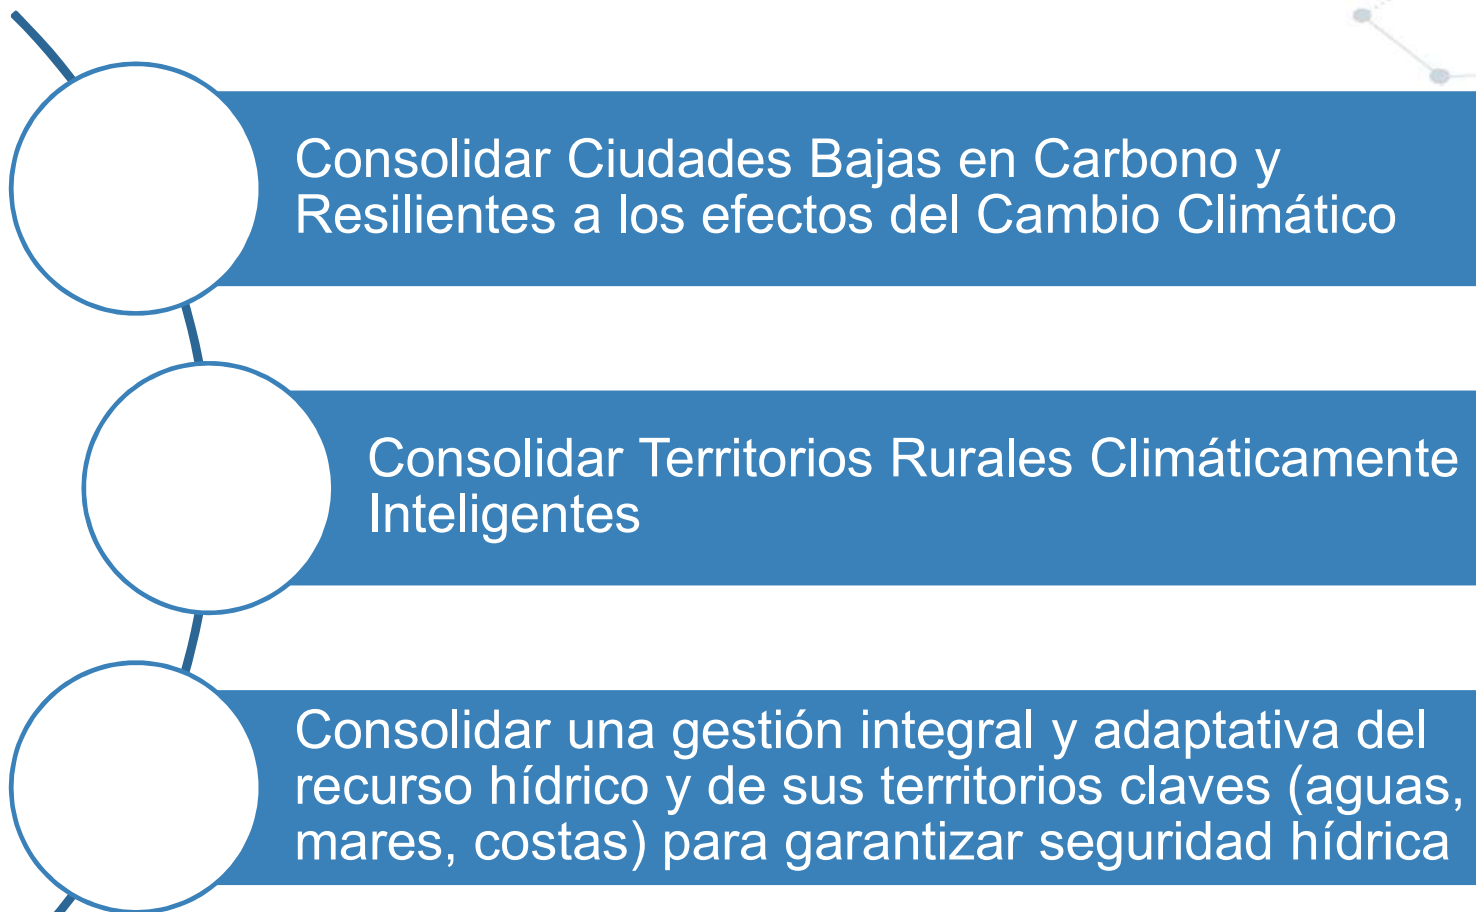 Consolidar Ciudades Bajas en Carbono y
Resilientes a los efectos del Cambio Climático
Consolidar Territorios Rurales Climáticamente
Inteligentes
Consolidar una gestión integral y adaptativa del
recurso hídrico y de sus territorios claves (aguas,
mares, costas) para garantizar seguridad hídrica